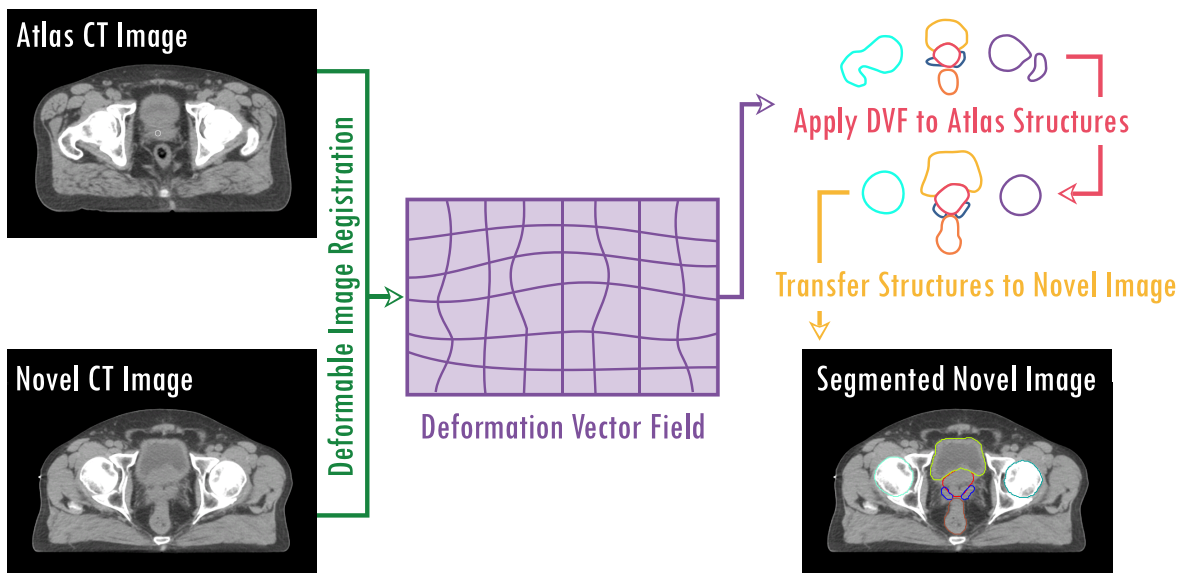 Atlas CT Image
Novel CT Image
Deformable Image Registration
Deformation Vector Field
Apply DVF to Atlas Structures
Transfer Structures to Novel Image
Segmented Novel Image